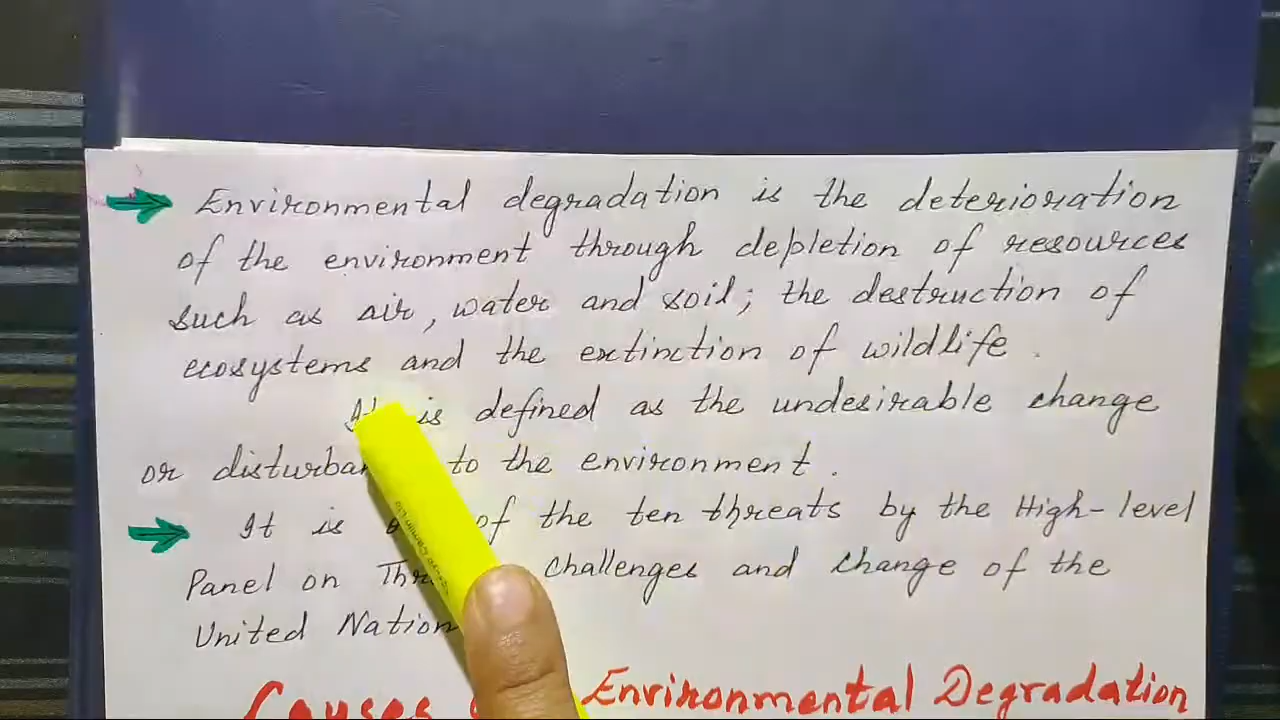 Environmental degradation is the deterioration
of the environment through depletion of resources
such as air, water and soil; the destruction of
ecosystems and the extinction of wildlife.
It is defined as the undesirable change
or to the environment.
It is of the ten threats by the High-level
Panel on challenges and change of the
United Nation
Causes Environmental Degradation